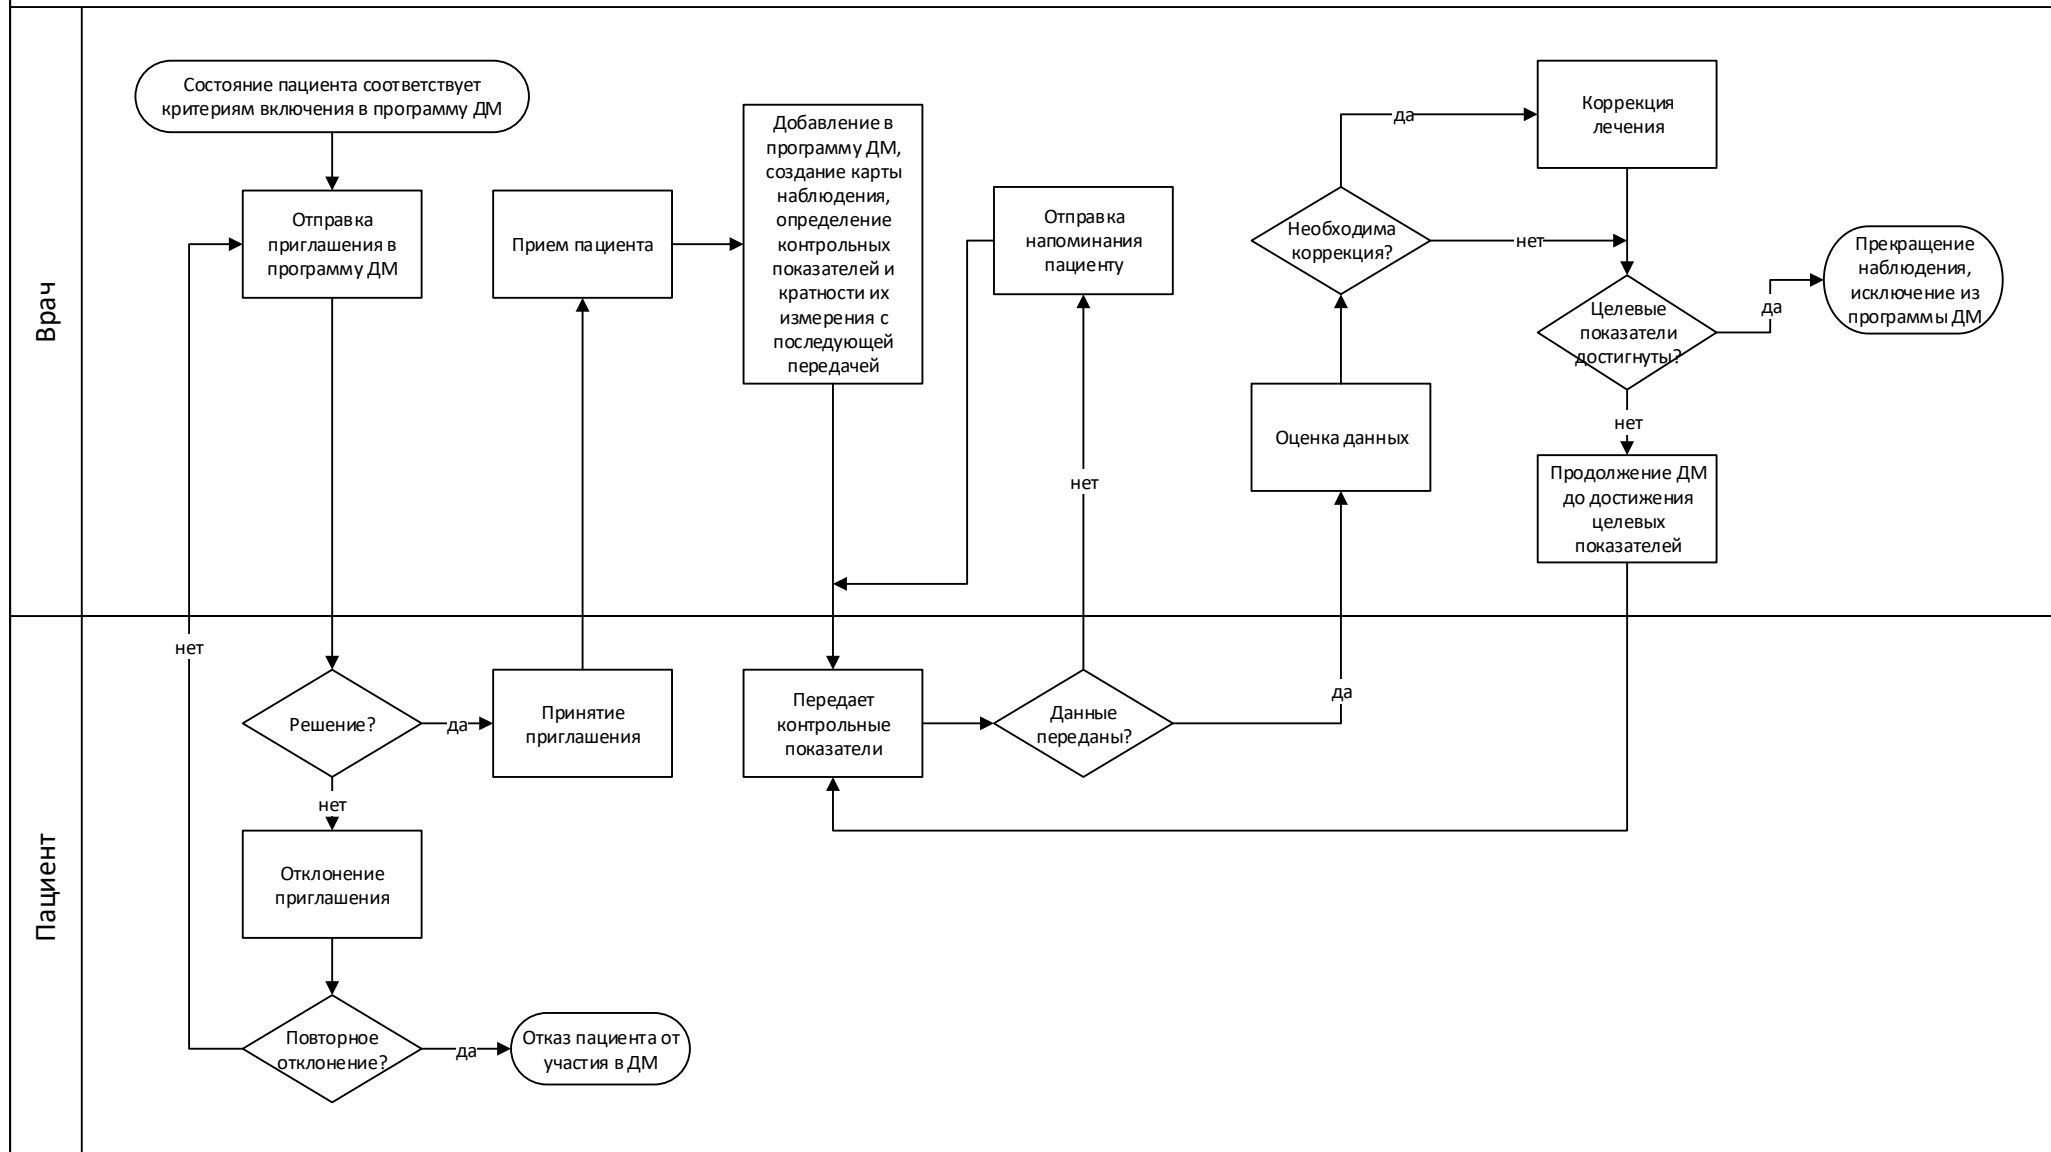 Врач
Состояние пациента соответствует
критериям включения в программу ДМ
Отправка
приглашения в
программу ДМ
Прием пациента
Добавление в
программу ДМ,
создание карты
наблюдения,
определение
контрольных
показателей и
кратности их
измерения с
последующей
передачей
Отправка
напоминания
пациенту
нет
Оценка данных
Необходима
коррекция?
да
нет
Коррекция
лечения
Целевые
показатели
достигнуты?
да
Прекращение
наблюдения,
исключение из
программы ДМ
нет
Продолжение ДМ
до достижения
целевых
показателей
Пациент
нет
Решение?
да
Принятие
приглашения
нет
Отклонение
приглашения
Повторное
отклонение?
да
Отказ пациента от
участия в ДМ
Передает
контрольные
показатели
Данные
переданы?
да